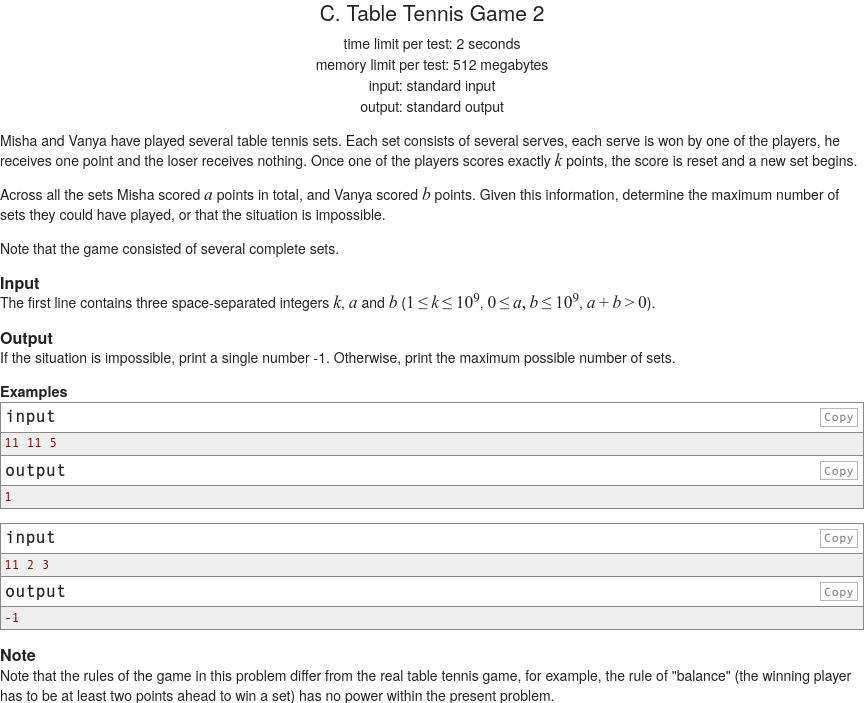 C. Table Tennis Game 2
time limit per test: 2 seconds
memory limit per test: 512 megabytes
input: standard input
output: standard output
Misha and Vanya have played several table tennis sets. Each set consists of several serves, each serve is won by one of the players, he
receives one point and the loser receives nothing. Once one of the players scores exactly k points, the score is reset and a new set begins.
Across all the sets Misha scored a points in total, and Vanya scored b points. Given this information, determine the maximum number of
sets they could have played, or that the situation is impossible.
Note that the game consisted of several complete sets.
Input
The first line contains three space-separated integers k, a and b (1 ≤ k ≤ 10⁹, 0 ≤ a, b ≤ 10⁹, a + b > 0).
Output
If the situation is impossible, print a single number -1. Otherwise, print the maximum possible number of sets.
Examples
input Copy
11 11 5
output Copy
1
input Copy
11 2 3
output Copy
-1
Note
Note that the rules of the game in this problem differ from the real table tennis game, for example, the rule of "balance" (the winning player
has to be at least two points ahead to win a set) has no power within the present problem.